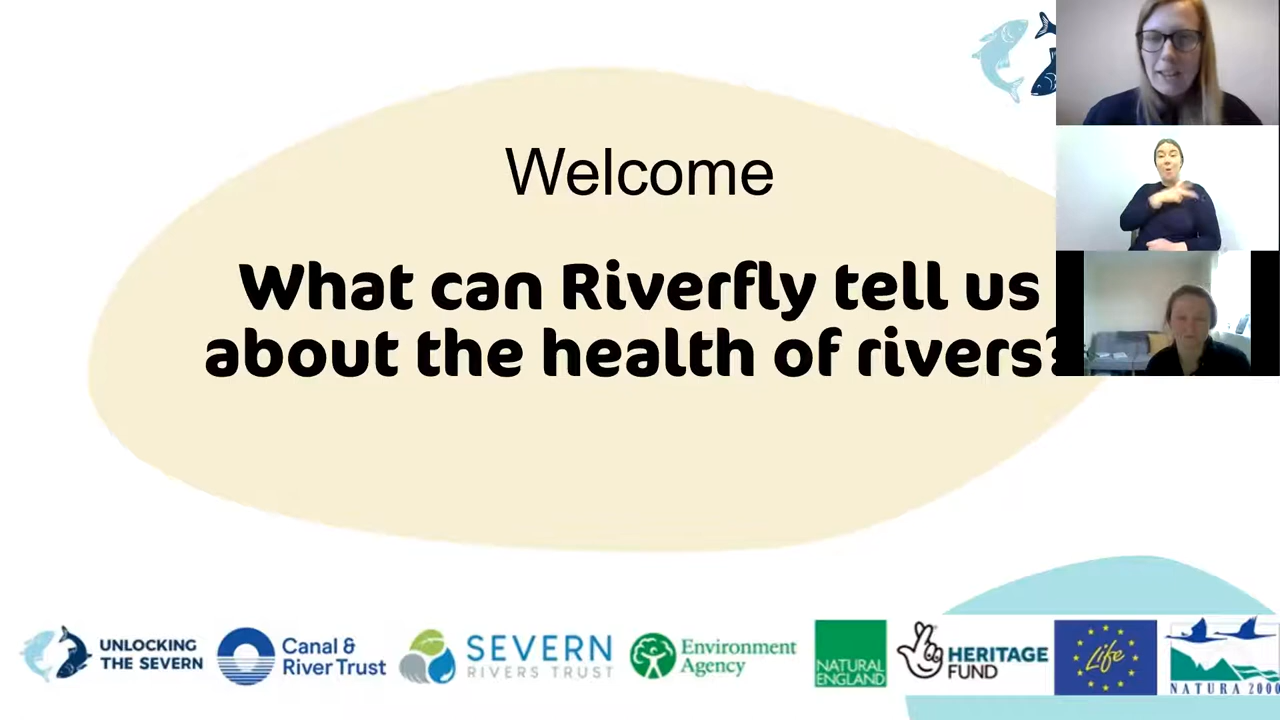 Welcome
What can Riverfly tell us
about the health of rivers?
UNLOCKING
THE SEVERN
Canal &
River Trust
SEVERN
RIVERS TRUST
Environment
Agency
NATURAL
ENGLAND
HERITAGE
FUND
Life
NATURA 2000